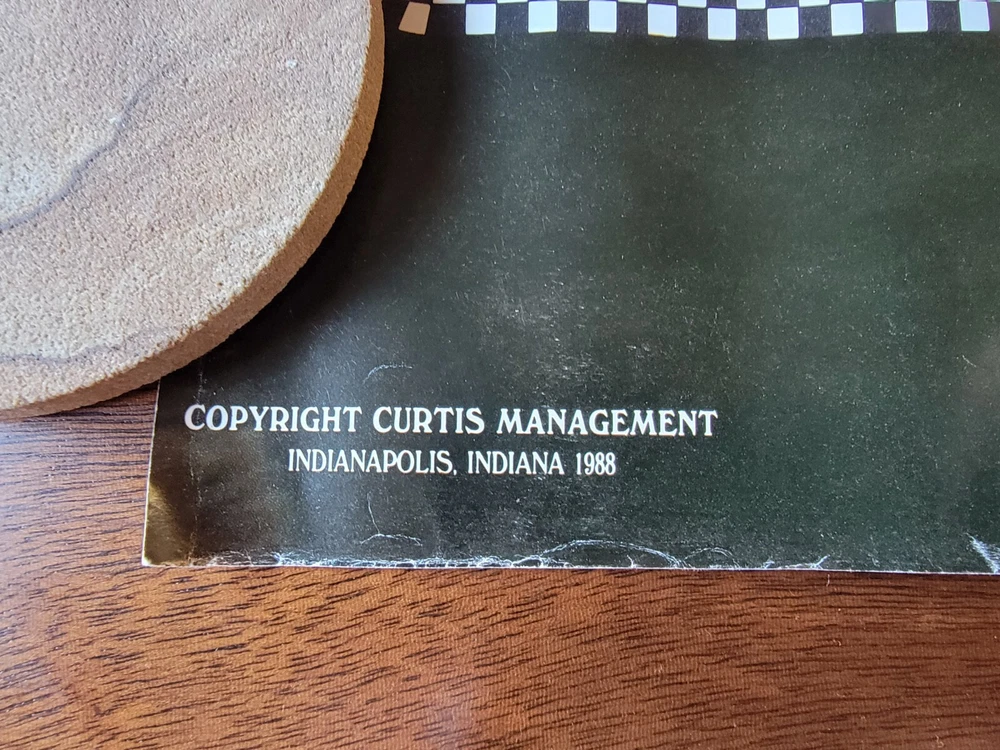 COPYRIGHT CURTIS MANAGEMENT
INDIANAPOLIS, INDIANA 1988